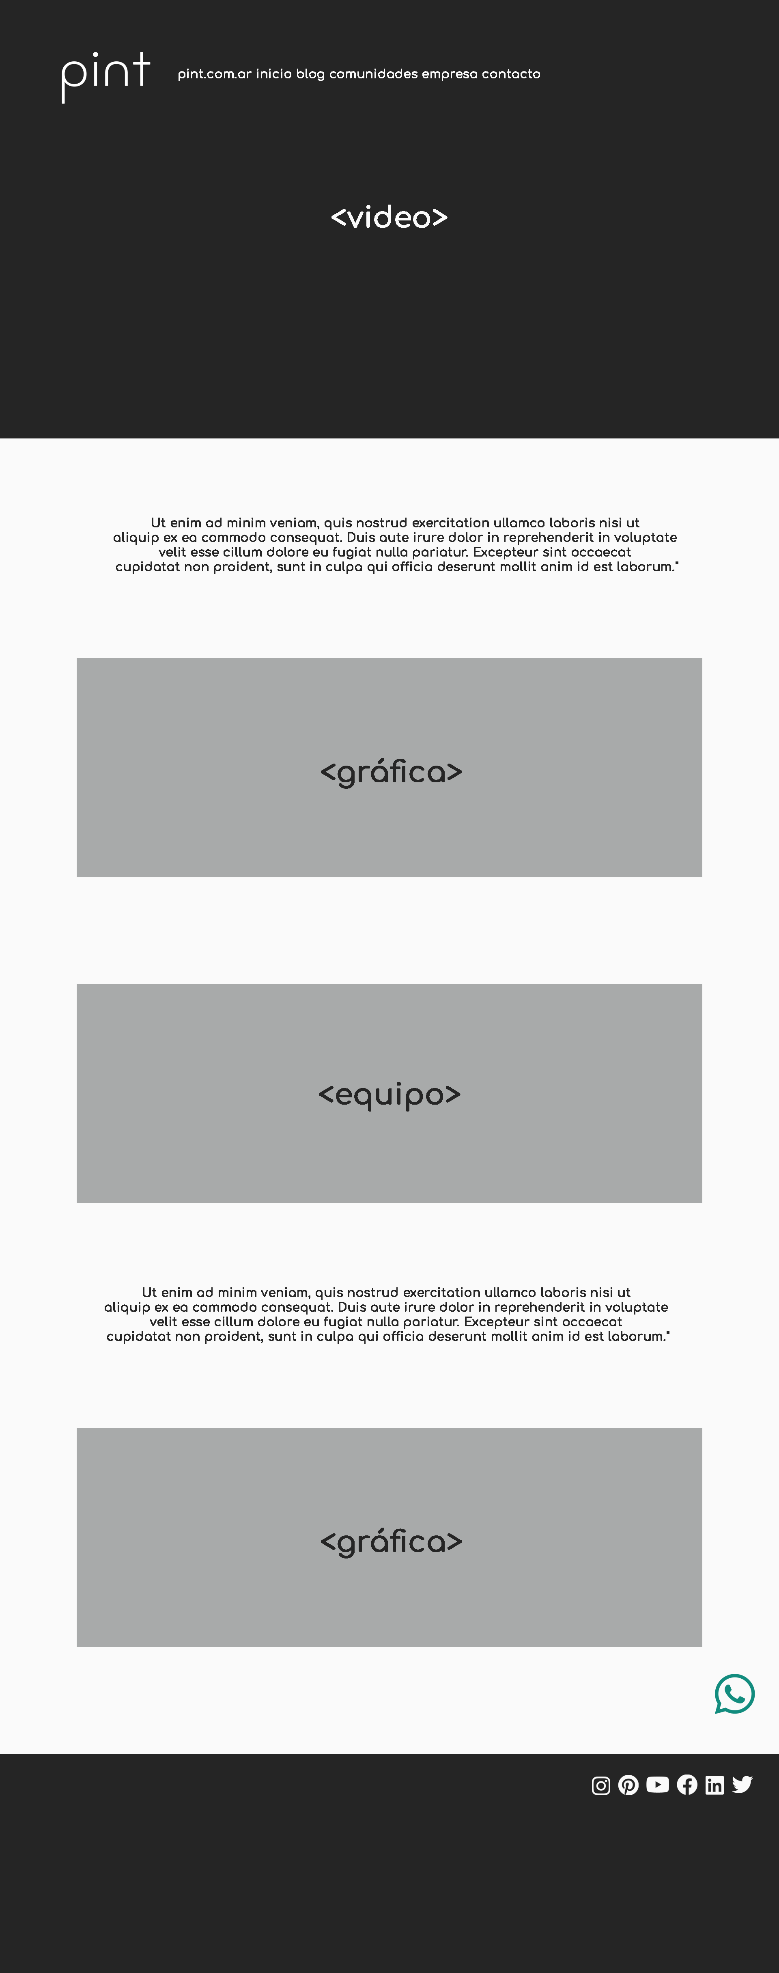 pint
pint.com.ar inicio blog comunidades empresa contacto
<video>
Ut enim ad minim veniam, quis nostrud exercitation ullamco laboris nisi ut
aliquip ex ea commodo consequat. Duis aute irure dolor in reprehenderit in voluptate
velit esse cillum dolore eu fugiat nulla pariatur. Excepteur sint occaecat
cupidatat non proident, sunt in culpa qui officia deserunt mollit anim id est laborum."
<gráfica>
<equipo>
Ut enim ad minim veniam, quis nostrud exercitation ullamco laboris nisi ut
aliquip ex ea commodo consequat. Duis aute irure dolor in reprehenderit in voluptate
velit esse cillum dolore eu fugiat nulla pariatur. Excepteur sint occaecat
cupidatat non proident, sunt in culpa qui officia deserunt mollit anim id est laborum."
<gráfica>